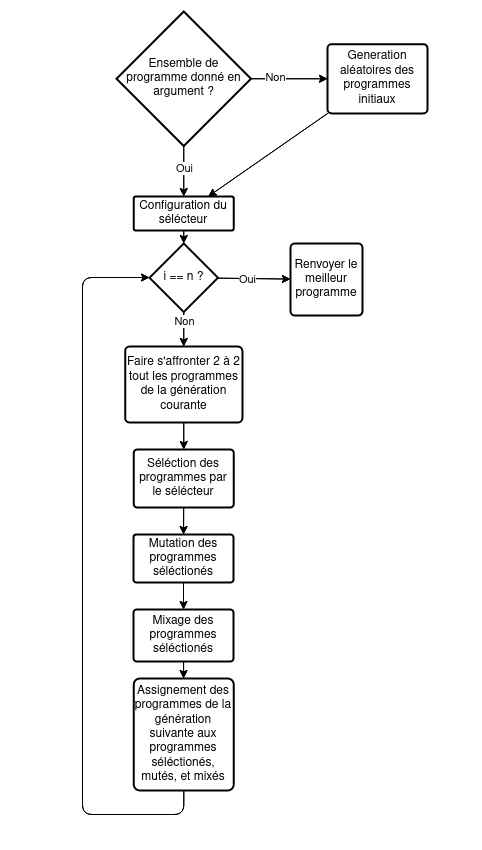 Ensemble de
programme donné en
argument ?
Non
Generation
aléatoires des
programmes
initiaux
Oui
Configuration du
sélécteur
i == n ?
Oui
Renvoyer le
meilleur
programme
Non
Faire s'affronter 2 à 2
tout les programmes
de la génération
courante
Séléction des
programmes par
le sélécteur
Mutation des
programmes
séléctionés
Mixage des
programmes
séléctionés
Assignement des
programmes de la
génération
suivante aux
programmes
séléctionés,
mutés, et mixés